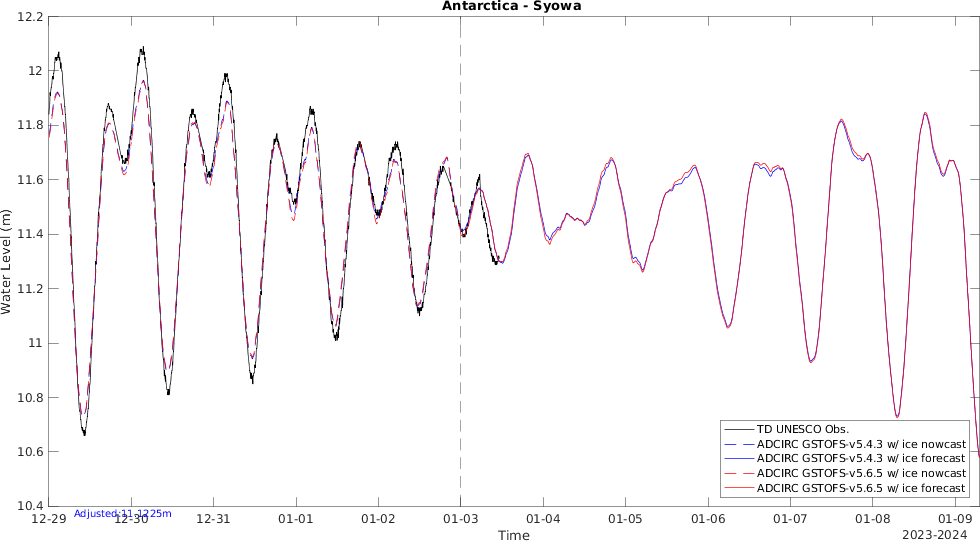 Antarctica - Syowa
12.2
12
11.8
11.6
11.4
11.2
11
10.8
10.6
10.4
Water Level (m)
TD UNESCO Obs.
ADCIRC GSTOFS-v5.4.3 w/ ice nowcast
ADCIRC GSTOFS-v5.4.3 w/ ice forecast
ADCIRC GSTOFS-v5.6.5 w/ ice nowcast
ADCIRC GSTOFS-v5.6.5 w/ ice forecast
Adjusted:11.1225m
12-29 12-30 12-31 01-01 01-02 01-03 01-04 01-05 01-06 01-07 01-08 01-09
Time
2023-2024